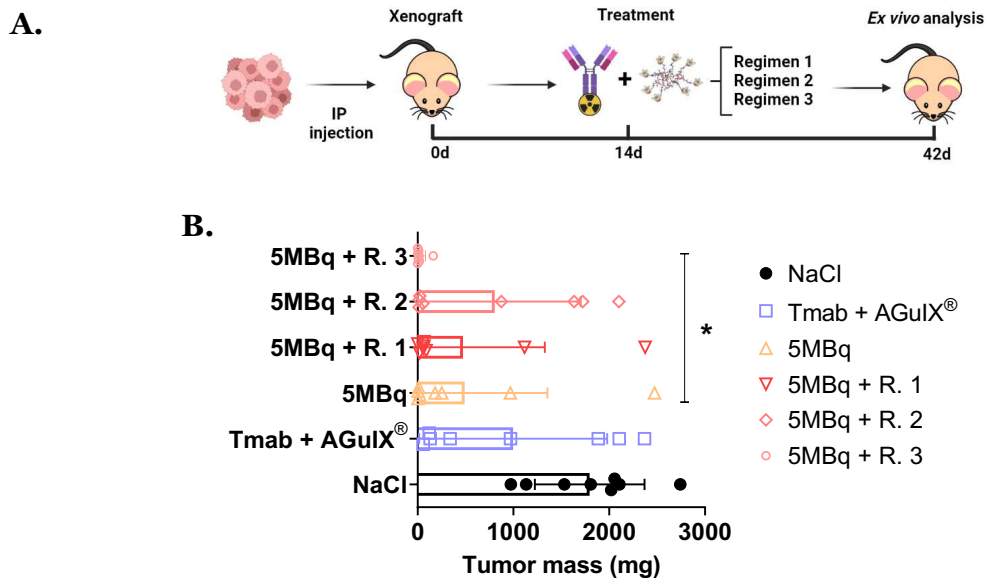 A.
Xenograft
Treatment
Ex vivo analysis
IP
injection
+
Regimen 1
Regimen 2
Regimen 3
0d
14d
42d
B.
5MBq + R. 3
5MBq + R. 2
5MBq + R. 1
5MBq
Tmab + AGuIX®
NaCl
*
0
1000
2000
3000
Tumor mass (mg)
NaCl
Tmab + AGuIX®
5MBq
5MBq + R. 1
5MBq + R. 2
5MBq + R. 3